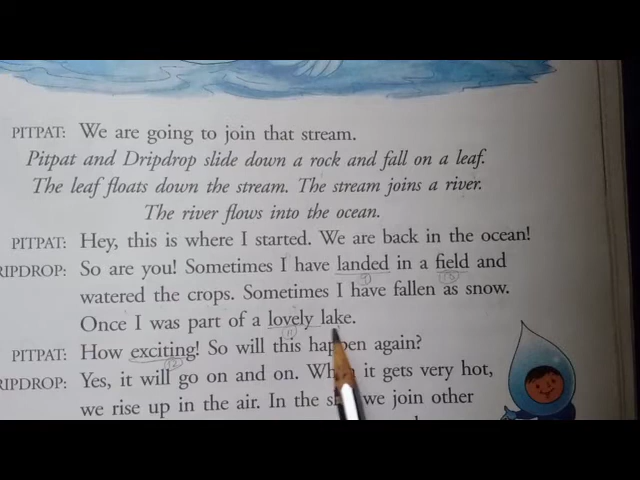 PITPAT: We are going to join that stream.
Pitpat and Dripdrop slide down a rock and fall on a leaf.
The leaf floats down the stream. The stream joins a river.
The river flows into the ocean.
PITPAT: Hey, this is where I started. We are back in the ocean!
RIPDROP: So are you! Sometimes I have landed in a field and
watered the crops. Sometimes I have fallen as snow.
Once I was part of a lovely lake.
PITPAT: How exciting! So will this happen again?
RIPDROP: Yes, it will go on and on. When it gets very hot,
we rise up in the air. In the we join other